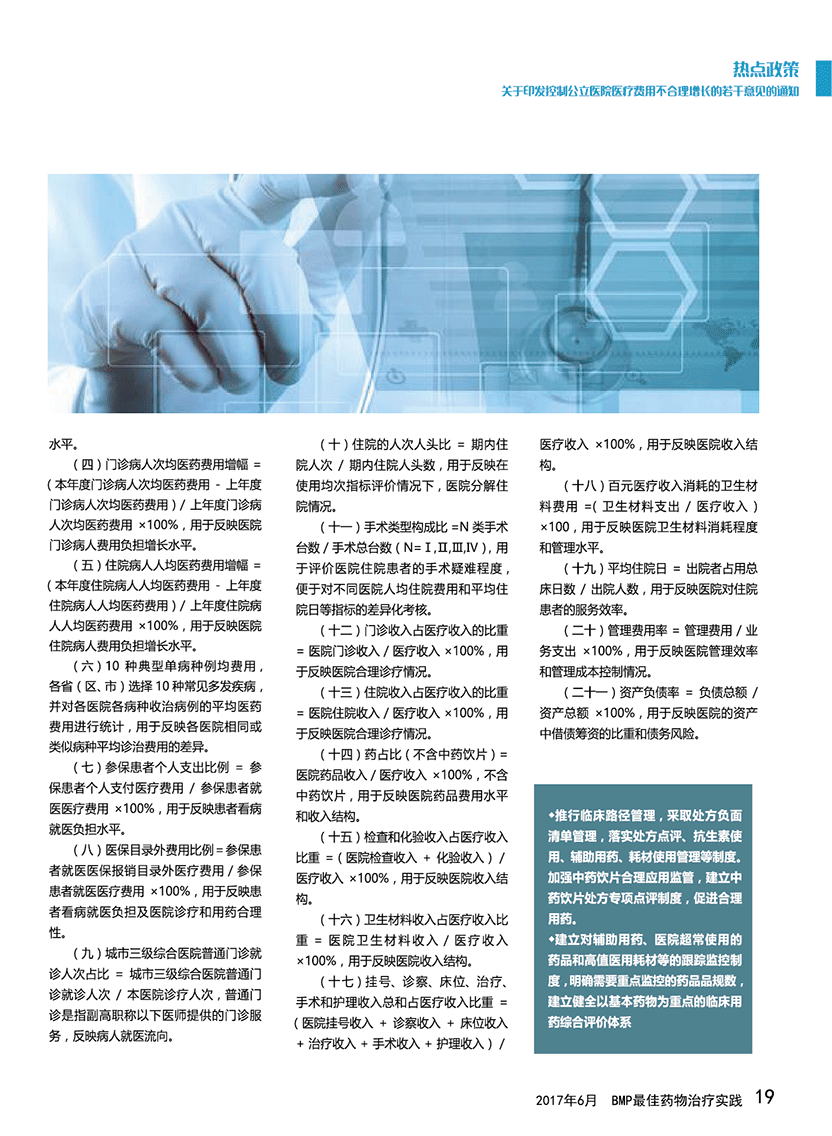 热点政策
关于印发控制公立医院医疗费用不合理增长的若干意见的通知
水平。
（四）门诊病人次均医药费用增幅 =
（本年度门诊病人次均医药费用 - 上年度
门诊病人次均医药费用）/ 上年度门诊病
人次均医药费用 ×100%，用于反映医院
门诊病人费用负担增长水平。
（五）住院病人人均医药费用增幅 =
（本年度住院病人人均医药费用 - 上年度
住院病人人均医药费用）/ 上年度住院病
人人均医药费用 ×100%，用于反映医院
住院病人费用负担增长水平。
（六）10 种典型单病种例均费用，
各省（区、市）选择 10 种常见多发疾病，
并对各医院各病种收治病例的平均医药
费用进行统计，用于反映各医院相同或
类似病种平均诊治费用的差异。
（七）参保患者个人支出比例 = 参
保患者个人支付医疗费用 / 参保患者就
医医疗费用 ×100%，用于反映患者看病
就医负担水平。
（八）医保目录外费用比例 = 参保患
者就医医保报销目录外医疗费用 / 参保
患者就医医疗费用 ×100%，用于反映患
者看病就医负担及医院诊疗和用药合理
性。
（九）城市三级综合医院普通门诊就
诊人次占比 = 城市三级综合医院普通门
诊就诊人次 / 本医院诊疗人次，普通门
诊是指副高职称以下医师提供的门诊服
务，反映病人就医流向。
（十）住院的人次人头比 = 期内住
院人次 / 期内住院人头数，用于反映在
使用均次指标评价情况下，医院分解住
院情况。
（十一）手术类型构成比 =N 类手术
台数 / 手术总台数（N=Ⅰ,Ⅱ,Ⅲ,Ⅳ），用
于评价医院住院患者的手术疑难程度，
便于对不同医院人均住院费用和平均住
院日等指标的差异化考核。
（十二）门诊收入占医疗收入的比重
= 医院门诊收入 / 医疗收入 ×100%，用
于反映医院合理诊疗情况。
（十三）住院收入占医疗收入的比重
= 医院住院收入 / 医疗收入 ×100%，用
于反映医院合理诊疗情况。
（十四）药占比（不含中药饮片）=
医院药品收入 / 医疗收入 ×100%，不含
中药饮片，用于反映医院药品费用水平
和收入结构。
（十五）检查和化验收入占医疗收入
比重 =（医院检查收入 + 化验收入）/
医疗收入 ×100%，用于反映医院收入结
构。
（十六）卫生材料收入占医疗收入比
重 = 医院卫生材料收入 / 医疗收入
×100%，用于反映医院收入结构。
（十七）挂号、诊察、床位、治疗、
手术和护理收入总和占医疗收入比重 =
（医院挂号收入 + 诊察收入 + 床位收入
+ 治疗收入 + 手术收入 + 护理收入）/
医疗收入 ×100%，用于反映医院收入结
构。
（十八）百元医疗收入消耗的卫生材
料费用 =（卫生材料支出 / 医疗收入）
×100，用于反映医院卫生材料消耗程度
和管理水平。
（十九）平均住院日 = 出院者占用总
床日数 / 出院人数，用于反映医院对住院
患者的服务效率。
（二十）管理费用率 = 管理费用 / 业
务支出 ×100%，用于反映医院管理效率
和管理成本控制情况。
（二十一）资产负债率 = 负债总额 /
资产总额 ×100%，用于反映医院的资产
中借债筹资的比重和债务风险。
◆推行临床路径管理，采取处方负面
清单管理，落实处方点评、抗生素使
用、辅助用药、耗材使用管理等制度。
加强中药饮片合理应用监管，建立中
药饮片处方专项点评制度，促进合理
用药。
◆建立对辅助用药、医院超常使用的
药品和高值医用耗材等的跟踪监控制
度，明确需要重点监控的药品品规数，
建立健全以基本药物为重点的临床用
药综合评价体系
2017年6月 BMP最佳药物治疗实践 19